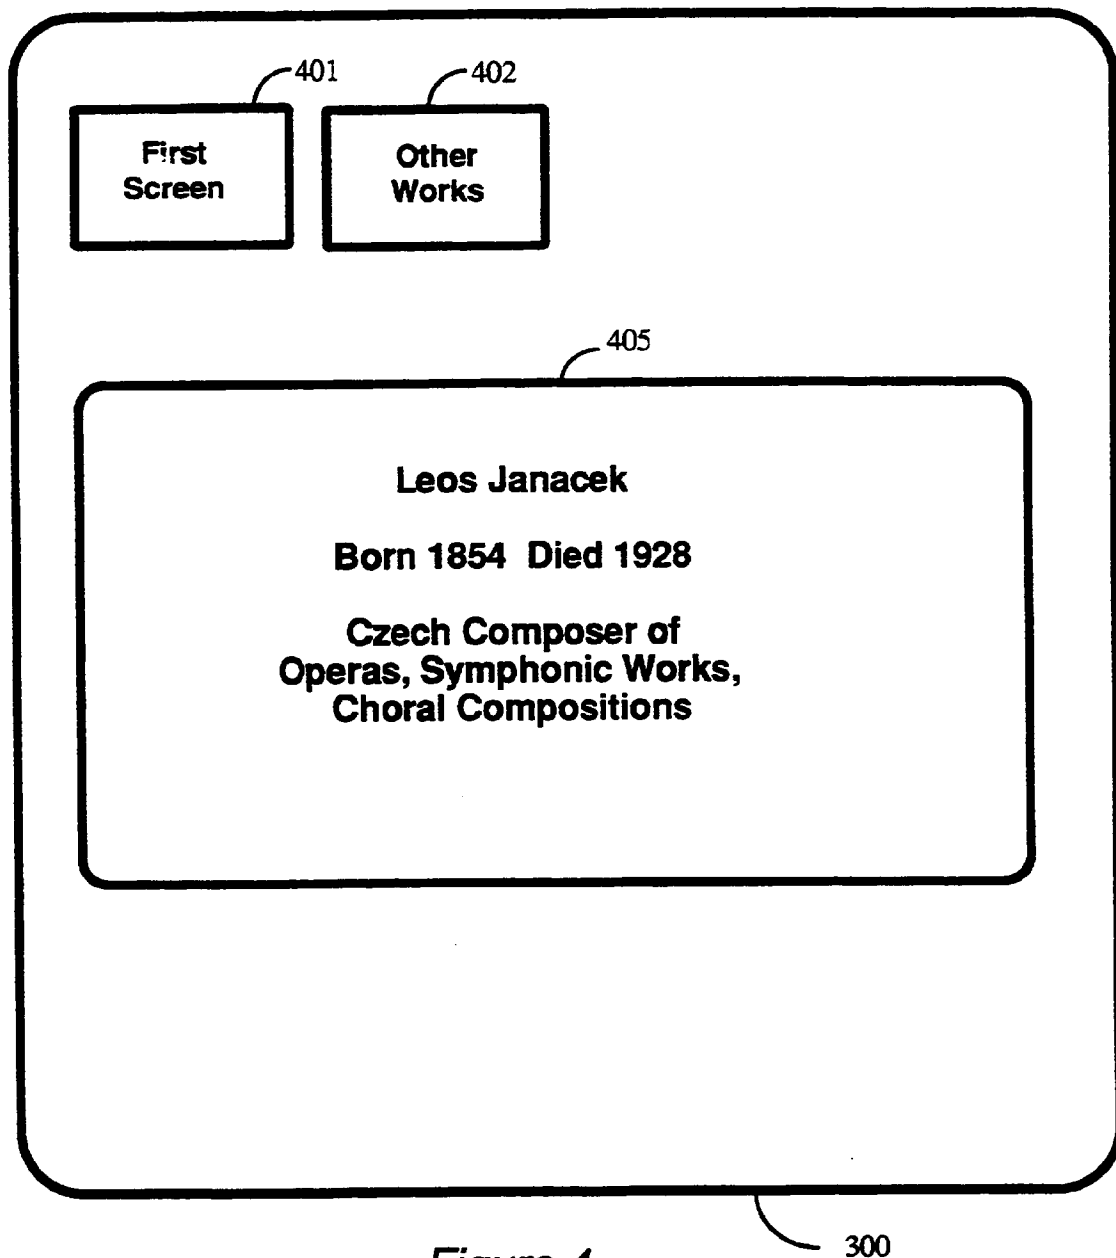 401
402
First
Screen
Other
Works
405
Leos Janacek
Born 1854 Died 1928
Czech Composer of
Operas, Symphonic Works,
Choral Compositions
300
Figure 4